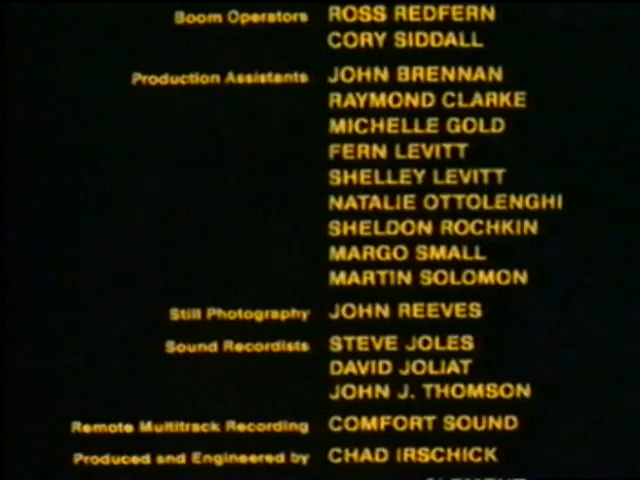 Boom Operators ROSS REDFERN
CORY SIDDALL
Production Assistants JOHN BRENNAN
RAYMOND CLARKE
MICHELLE GOLD
FERN LEVITT
SHELLEY LEVITT
NATALIE OTTOLENGHI
SHELDON ROCHKIN
MARGO SMALL
MARTIN SOLOMON
Still Photography JOHN REEVES
Sound Recordists STEVE JOLES
DAVID JOLIAT
JOHN J. THOMSON
Remote Multitrack Recording COMFORT SOUND
Produced and Engineered by CHAD IRSCHICK